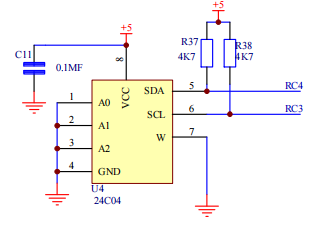 +5
+5
C11
0.1MF
R37
R38
4K7
4K7
8
VCC
1
A0
SDA
5
RC4
2
A1
SCL
6
RC3
3
A2
W
7
4
GND
U4
24C04